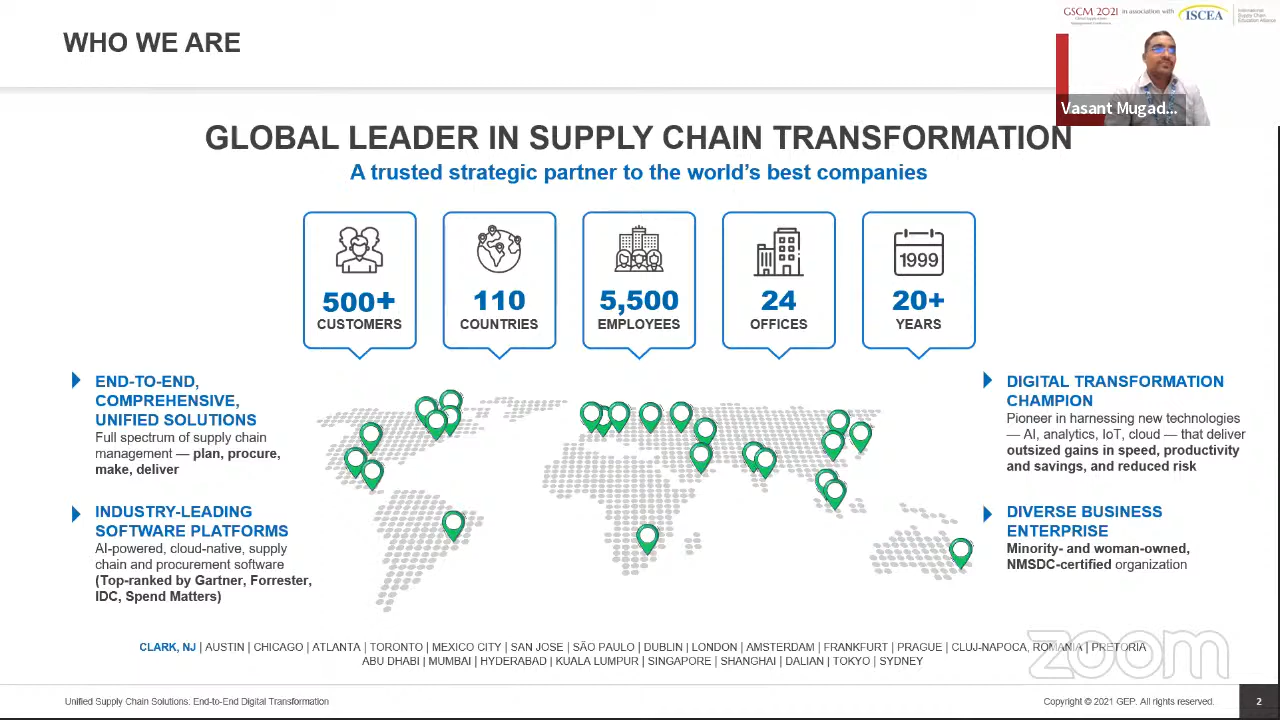 WHO WE ARE
GSCM 2021 in association with ISCEA
International
Supply Chain
Education Alliance
Vasant Mugad...
GLOBAL LEADER IN SUPPLY CHAIN TRANSFORMATION
A trusted strategic partner to the world's best companies
500+
CUSTOMERS
110
COUNTRIES
5,500
EMPLOYEES
24
OFFICES
1999
20+
YEARS
END-TO-END,
COMPREHENSIVE,
UNIFIED SOLUTIONS
Full spectrum of supply chain
management — plan, procure,
make, deliver
INDUSTRY-LEADING
SOFTWARE PLATFORMS
AI-powered, cloud-native, supply
chain and procurement software
(Top-ranked by Gartner, Forrester,
IDC, Spend Matters)
DIGITAL TRANSFORMATION
CHAMPION
Pioneer in harnessing new technologies
— AI, analytics, IoT, cloud — that deliver
outsized gains in speed, productivity
and savings, and reduced risk
DIVERSE BUSINESS
ENTERPRISE
Minority- and woman-owned,
NMSDC-certified organization
CLARK, NJ | AUSTIN | CHICAGO | ATLANTA | TORONTO | MEXICO CITY | SAN JOSE | SÃO PAULO | DUBLIN | LONDON | AMSTERDAM | FRANKFURT | PRAGUE | CLUJ-NAPOCA, ROMANIA | PRETORIA
ABU DHABI | MUMBAI | HYDERABAD | KUALA LUMPUR | SINGAPORE | SHANGHAI | DALIAN | TOKYO | SYDNEY
zoom
Unified Supply Chain Solutions: End-to-End Digital Transformation
Copyright © 2021 GEP. All rights reserved.
2